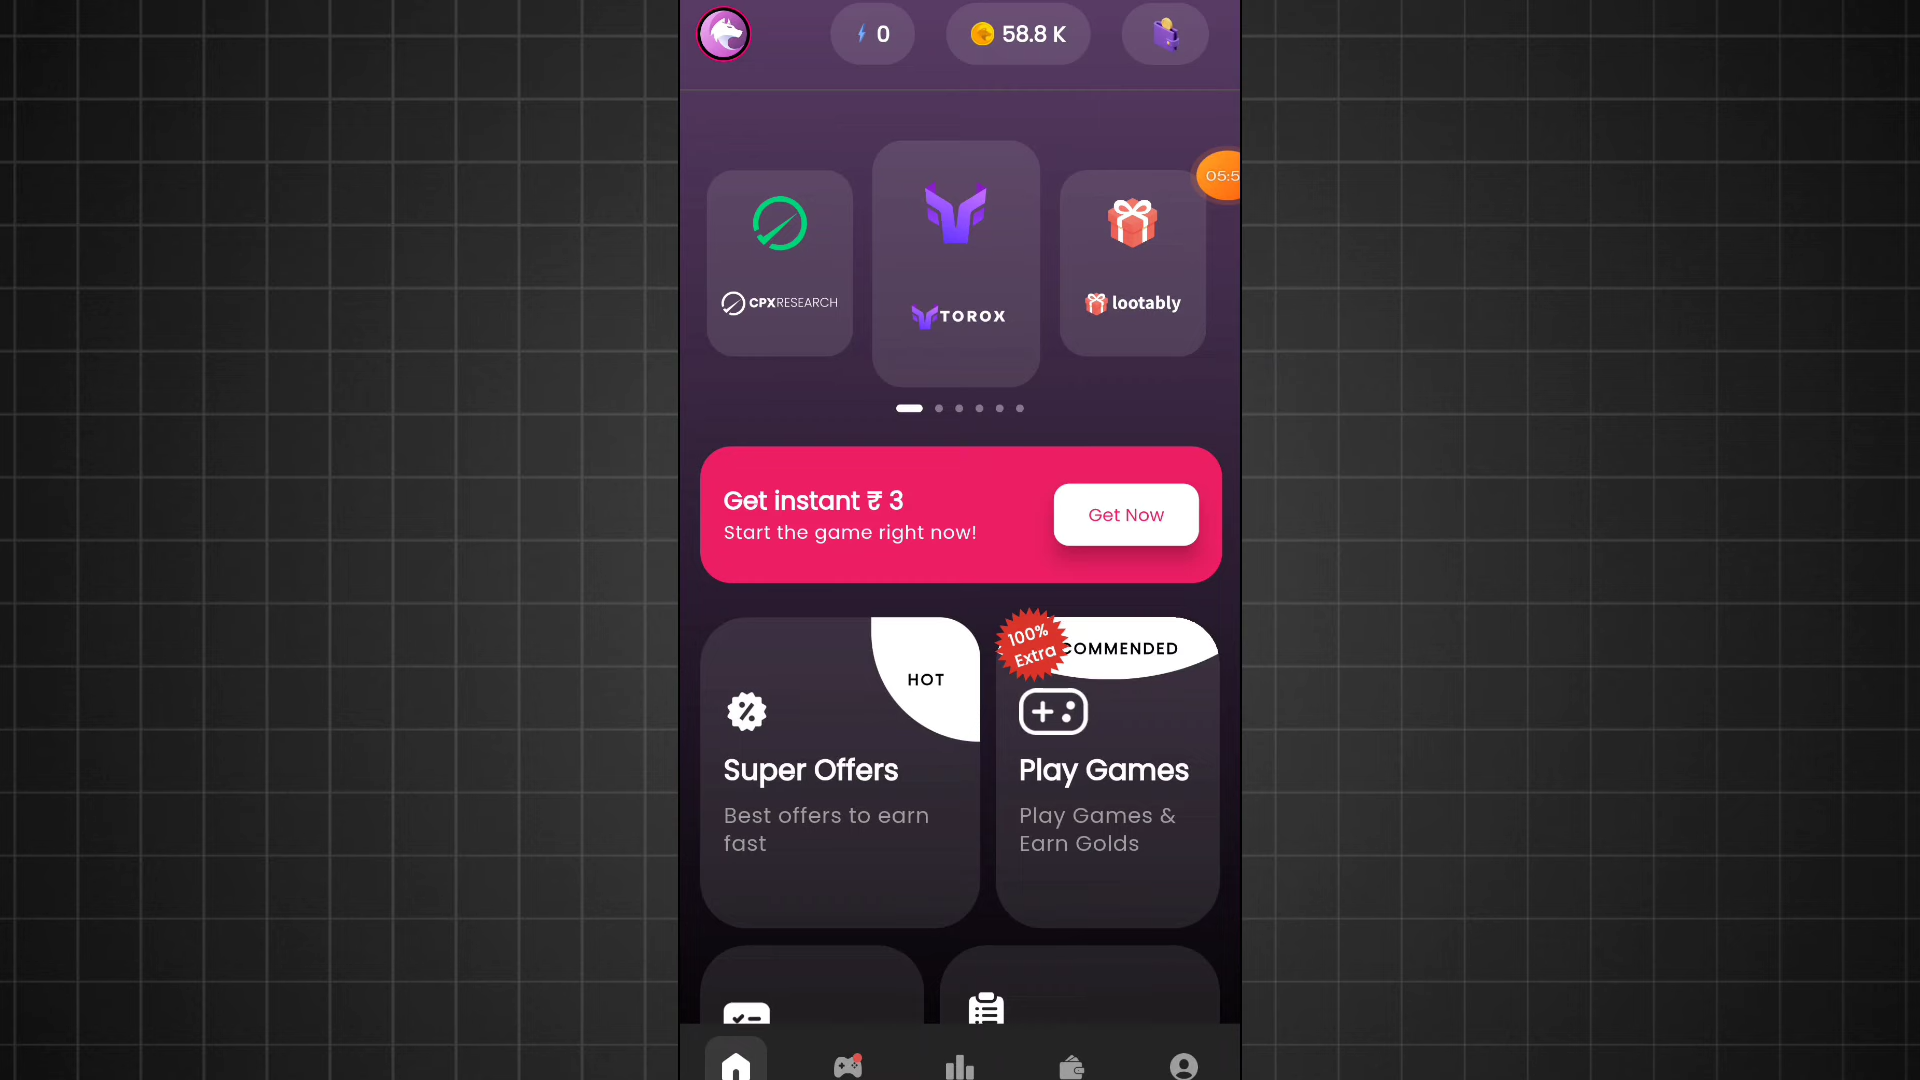 0
58.8 K
05:5
CPXRESEARCH
TOROX
lootably
Get instant ₹ 3
Start the game right now!
Get Now
HOT
100%
Extra
COMMENDED
Super Offers
Best offers to earn
fast
Play Games
Play Games &
Earn Golds